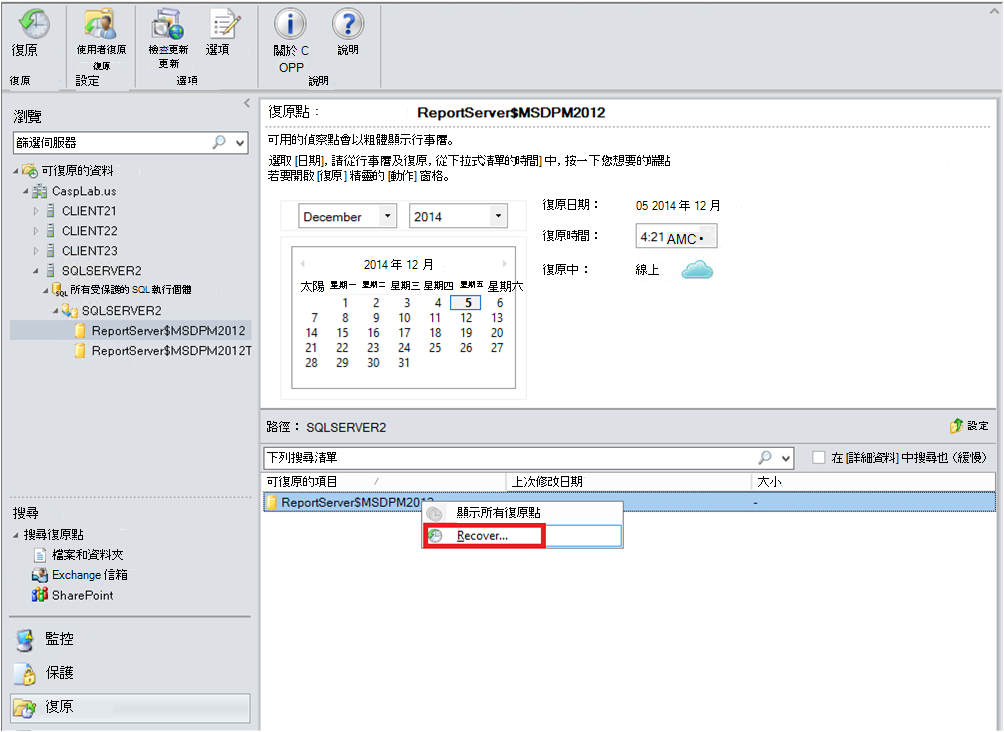 復原
使用者復原
復原
檢查更新
更新
選項
關於 C
OPP
說明
復原
設定
選項
說明
瀏覽
篩選伺服器
可復原的資料
CaspLab.us
CLIENT21
CLIENT22
CLIENT23
SQLSERVER2
所有受保護的 SQL 執行個體
SQLSERVER2
ReportServer$MSDPM2012
ReportServer$MSDPM2012T
搜尋
搜尋復原點
檔案和資料夾
Exchange 信箱
SharePoint
監控
保護
復原
復原點： ReportServer$MSDPM2012
可用的偵察點會以粗體顯示行事曆。
選取 [日期], 請從行事曆及復原, 從下拉式清單的時間] 中, 按一下您想要的端點
若要開啟 [復原] 精靈的 [動作] 窗格。
December 2014
2014 年 12 月
太陽 星期一 星期二 星期三 星期四 星期五 星期六
1 2 3 4 5 6
7 8 9 10 11 12 13
14 15 16 17 18 19 20
21 22 23 24 25 26 27
28 29 30 31
復原日期： 05 2014 年 12 月
復原時間： 4:21 AMC •
復原中： 線上
路徑： SQLSERVER2 設定
下列搜尋清單 在 [詳細資料] 中搜尋也 (緩慢)
可復原的項目 / 上次修改日期 大小
ReportServer$MSDPM2012 -
顯示所有復原點
Recover...